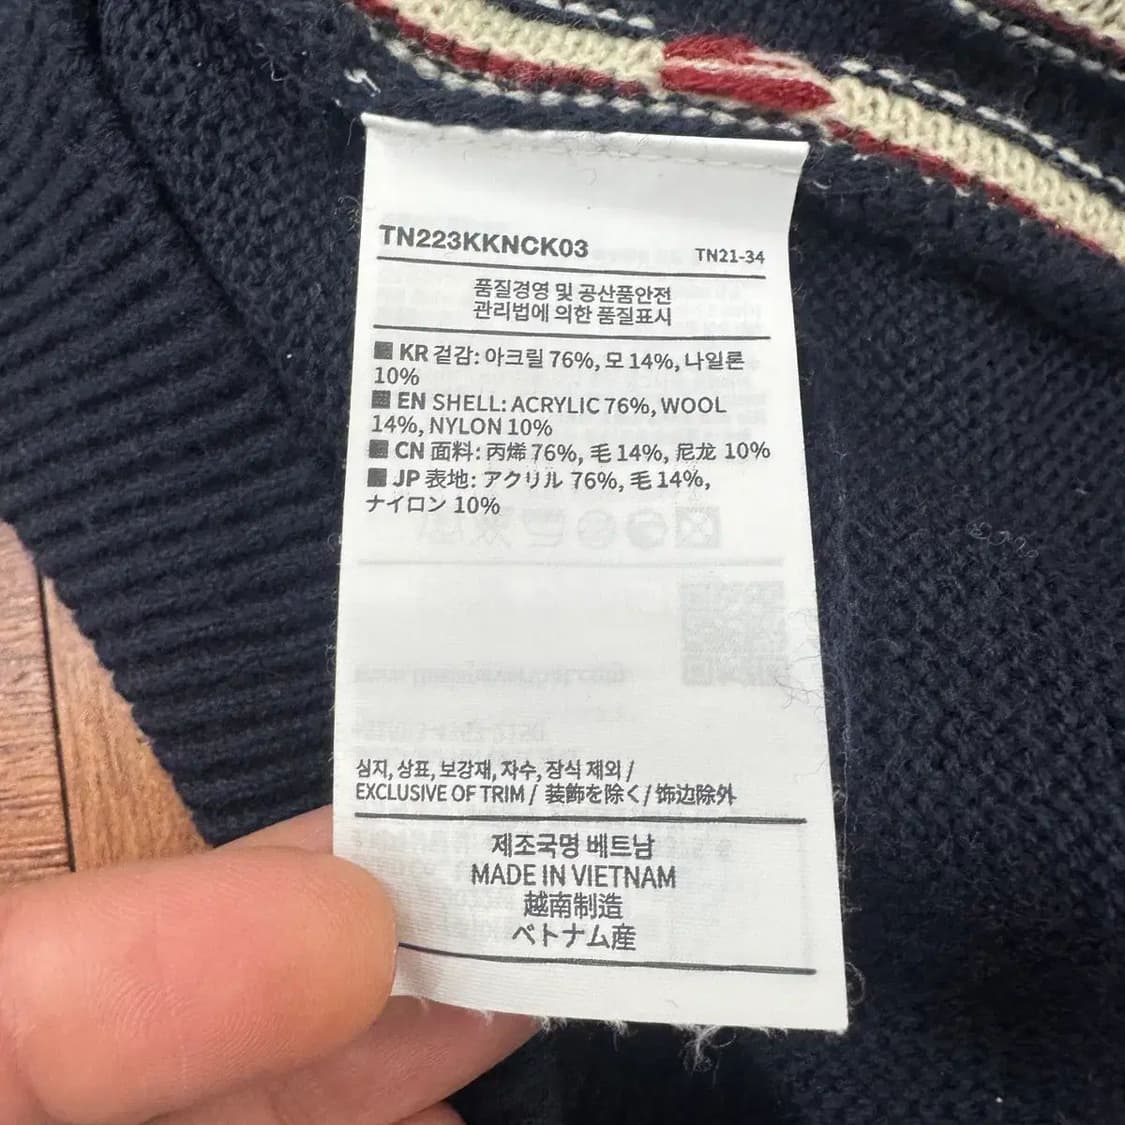 TN223KKNCK03 TN21-34
품질경영 및 공산품안전
관리법에 의한 품질표시
KR 겉감: 아크릴 76%, 모 14%, 나일론
10%
EN SHELL: ACRYLIC 76%, WOOL
14%, NYLON 10%
CN 面料: 丙烯 76%, 毛 14%, 尼龙 10%
JP 表地: アクリル 76%, 毛 14%,
ナイロン 10%
심지, 상표, 보강재, 자수, 장식 제외 /
EXCLUSIVE OF TRIM / 装飾を除く/ 饰边除外
제조국명 베트남
MADE IN VIETNAM
越南制造
ベトナム産